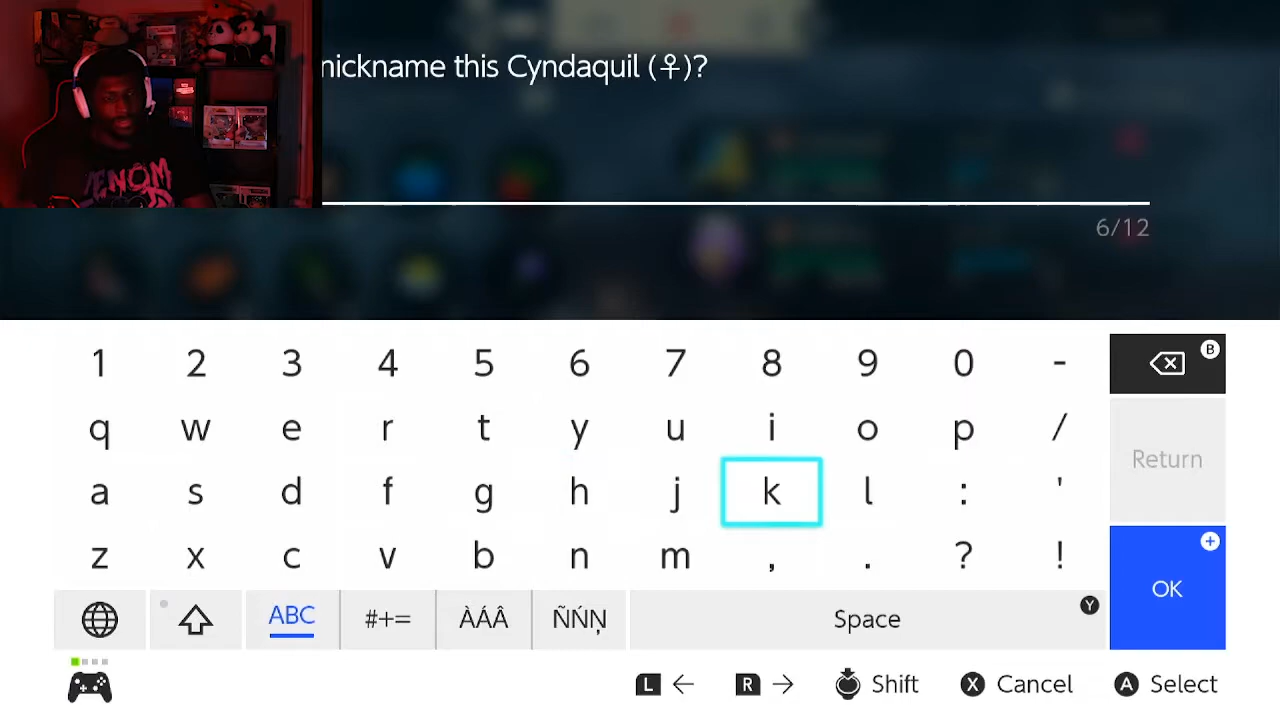 nickname this Cyndaquil (♀)?
VENOM
6/12
1 2 3 4 5 6 7 8 9 0 -
B
q w e r t y u i o p /
Return
a s d f g h j k l : '
z x c v b n m , . ? !
+
OK
ABC #+= ÀÁÂ ÑŃŅ Space Y
L ← R → Shift X Cancel A Select